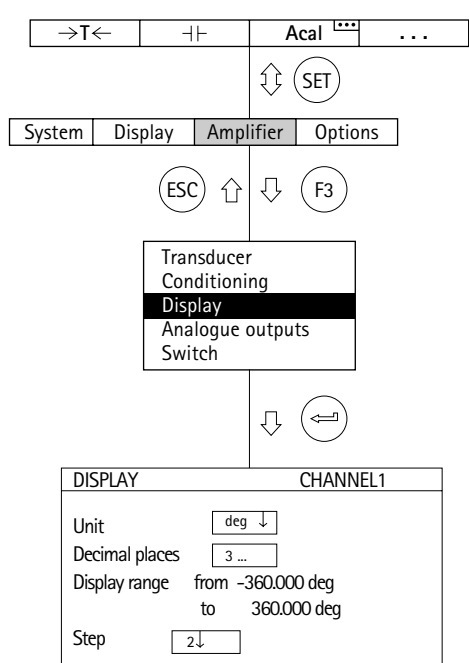 →T← ⊣⊢ Acal ...
SET
System Display Amplifier Options
ESC F3
Transducer
Conditioning
Display
Analogue outputs
Switch
DISPLAY CHANNEL1
Unit deg ↓
Decimal places 3 ...
Display range from -360.000 deg
to 360.000 deg
Step 2↓